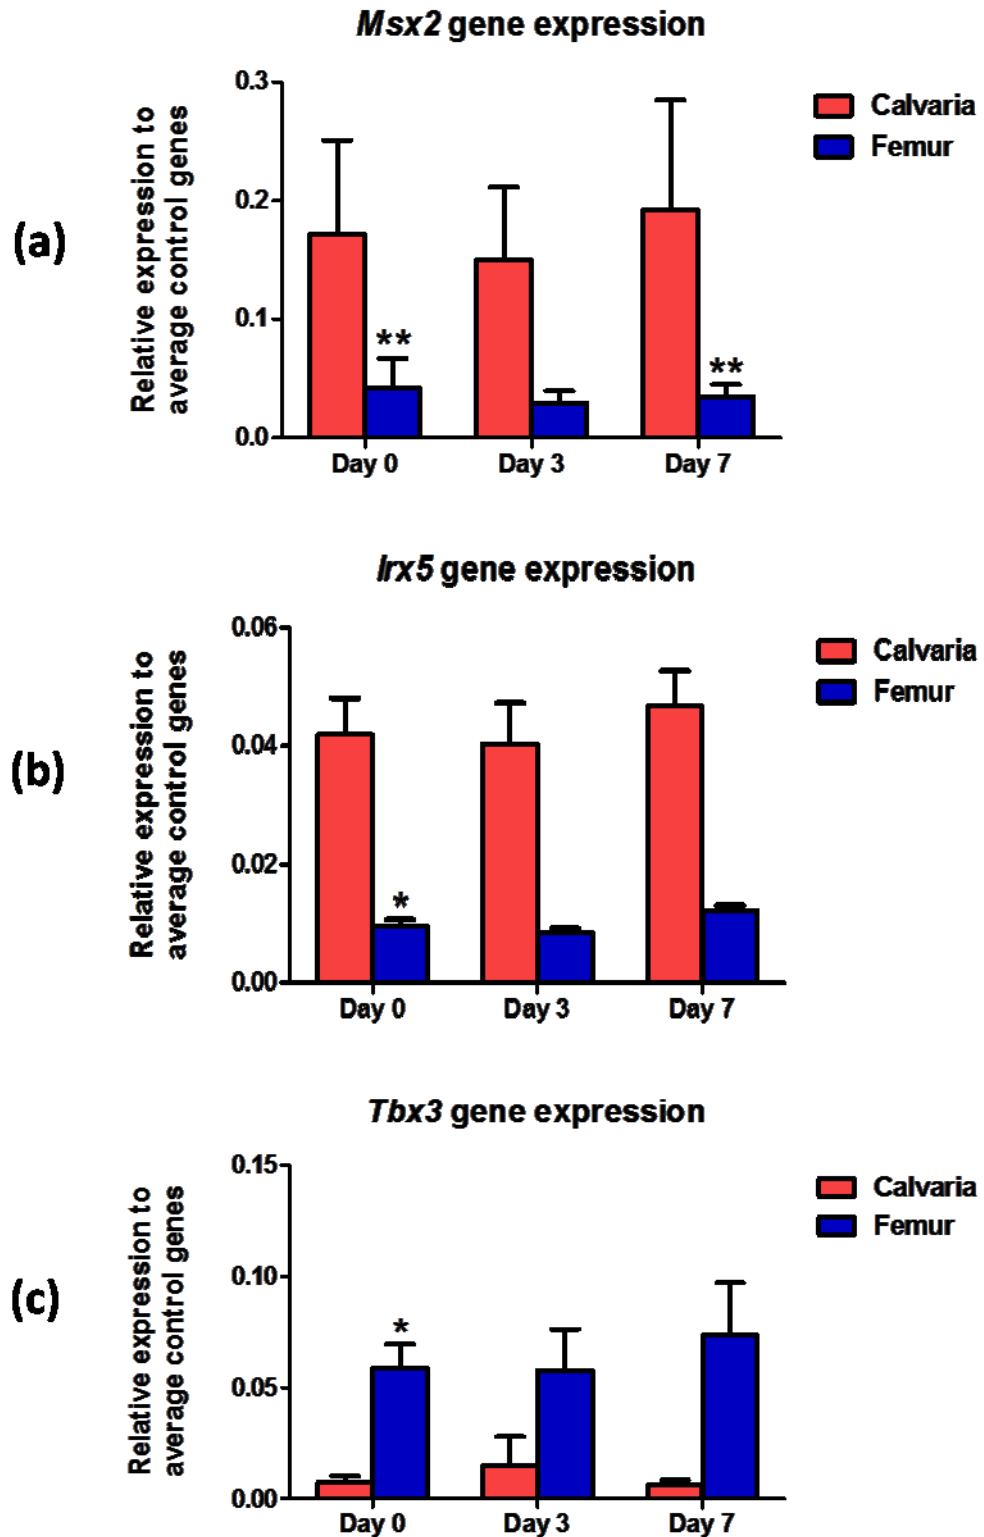 Msx2 gene expression
(a)
Relative expression to
average control genes
0.3
0.2
0.1
0.0
**
**
Day 0 Day 3 Day 7
Calvaria
Femur
Irx5 gene expression
(b)
Relative expression to
average control genes
0.06
0.04
0.02
0.00
*
Day 0 Day 3 Day 7
Calvaria
Femur
Tbx3 gene expression
(c)
Relative expression to
average control genes
0.15
0.10
0.05
0.00
*
Day 0 Day 3 Day 7
Calvaria
Femur